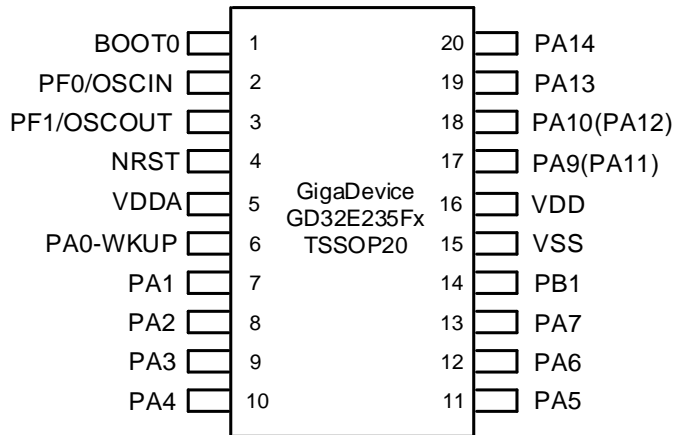 BOOT0 1 20 PA14
PF0/OSCIN 2 19 PA13
PF1/OSCOUT 3 18 PA10(PA12)
NRST 4 17 PA9(PA11)
VDDA 5 16 VDD
PA0-WKUP 6 15 VSS
PA1 7 14 PB1
PA2 8 13 PA7
PA3 9 12 PA6
PA4 10 11 PA5
GigaDevice
GD32E235Fx
TSSOP20